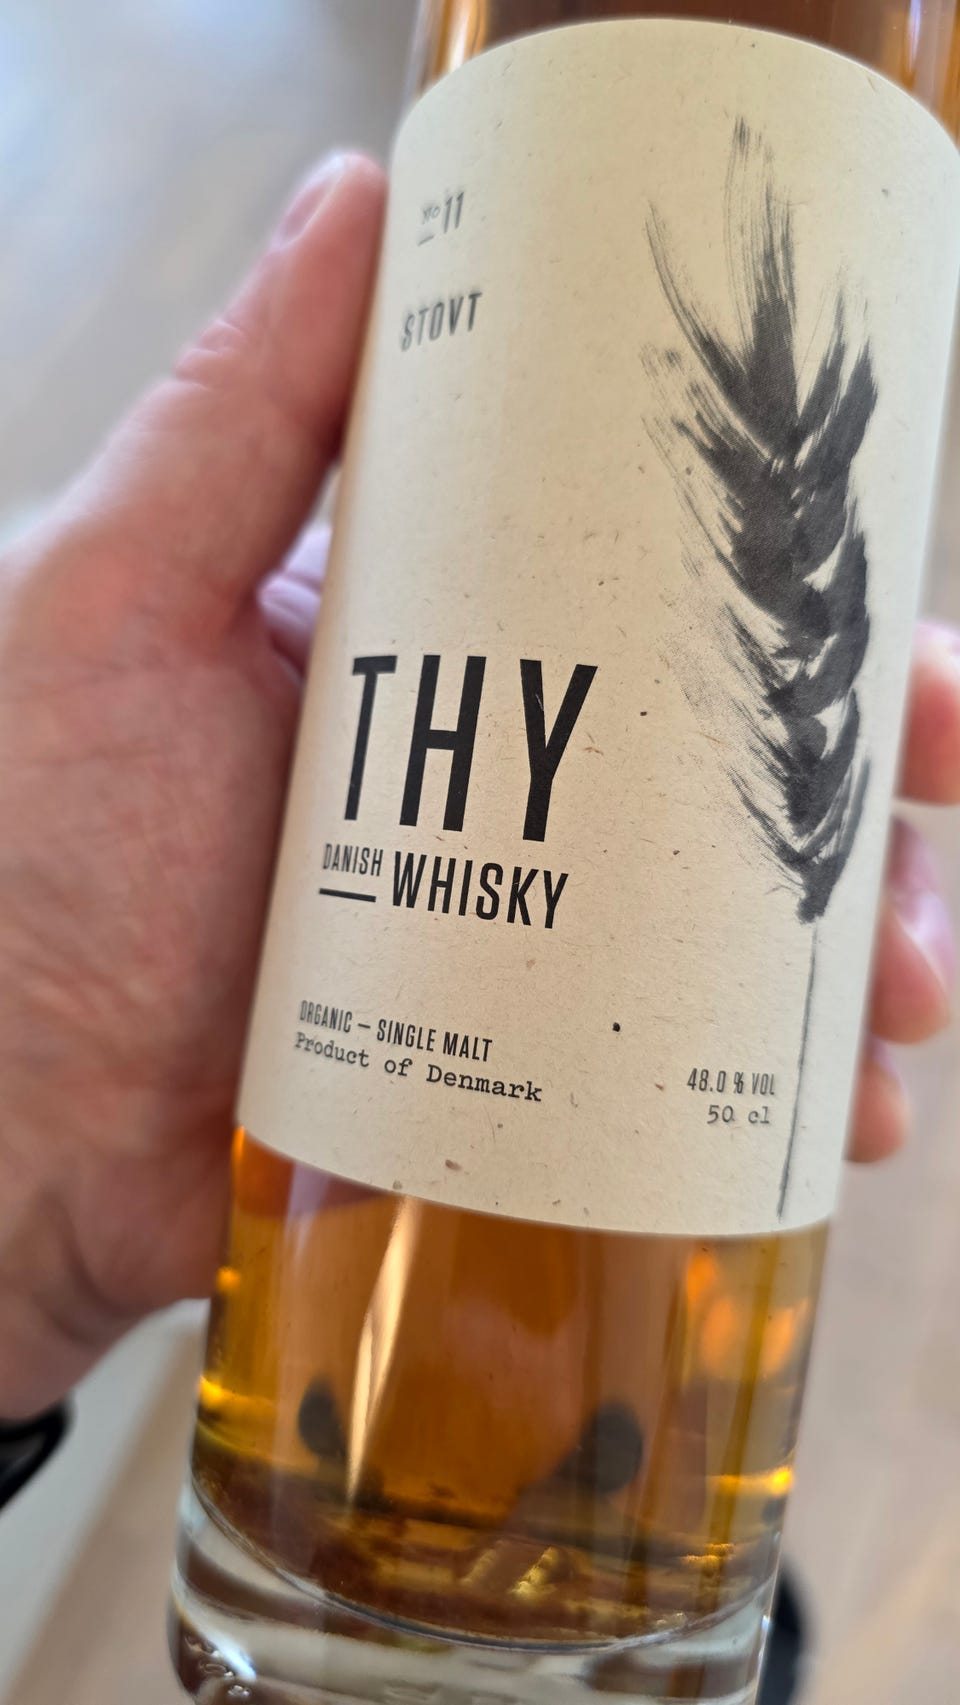 № 11
STOVT
THY
DANISH WHISKY
ORGANIC – SINGLE MALT
Product of Denmark
48.0 % VOL
50 cl